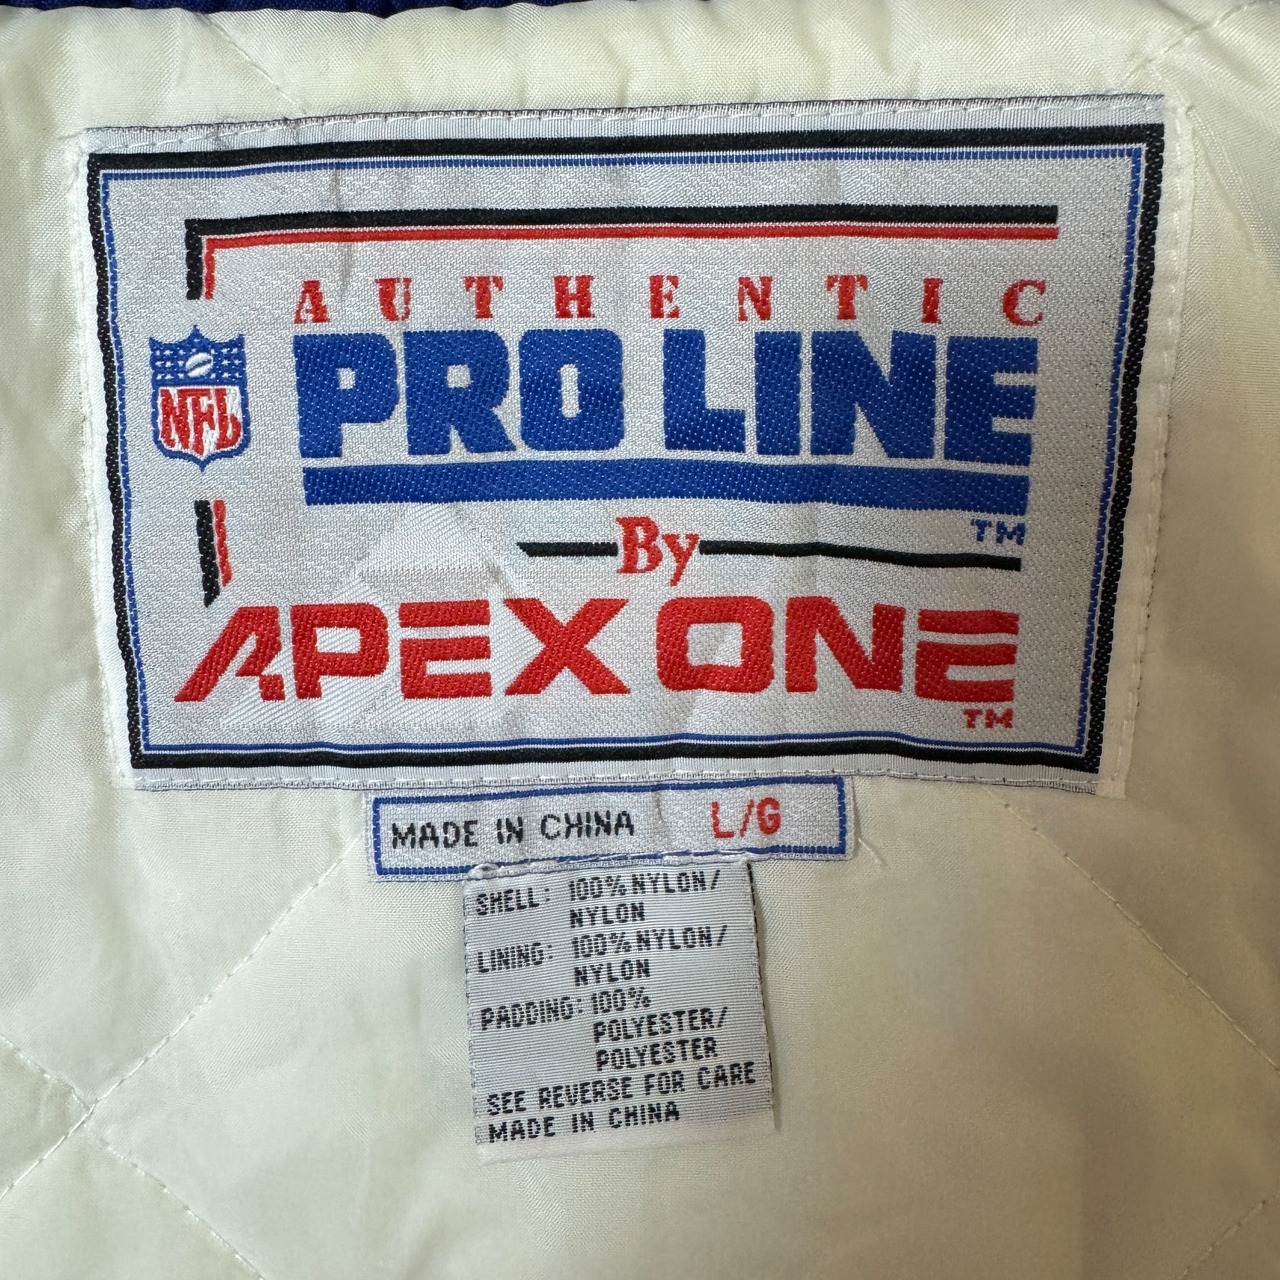 AUTHENTIC
PRO LINE
TM
NFL
By
APEX ONE
TM
MADE IN CHINA L/G
SHELL: 100% NYLON/
NYLON
LINING: 100% NYLON/
NYLON
PADDING: 100%
POLYESTER/
POLYESTER
SEE REVERSE FOR CARE
MADE IN CHINA